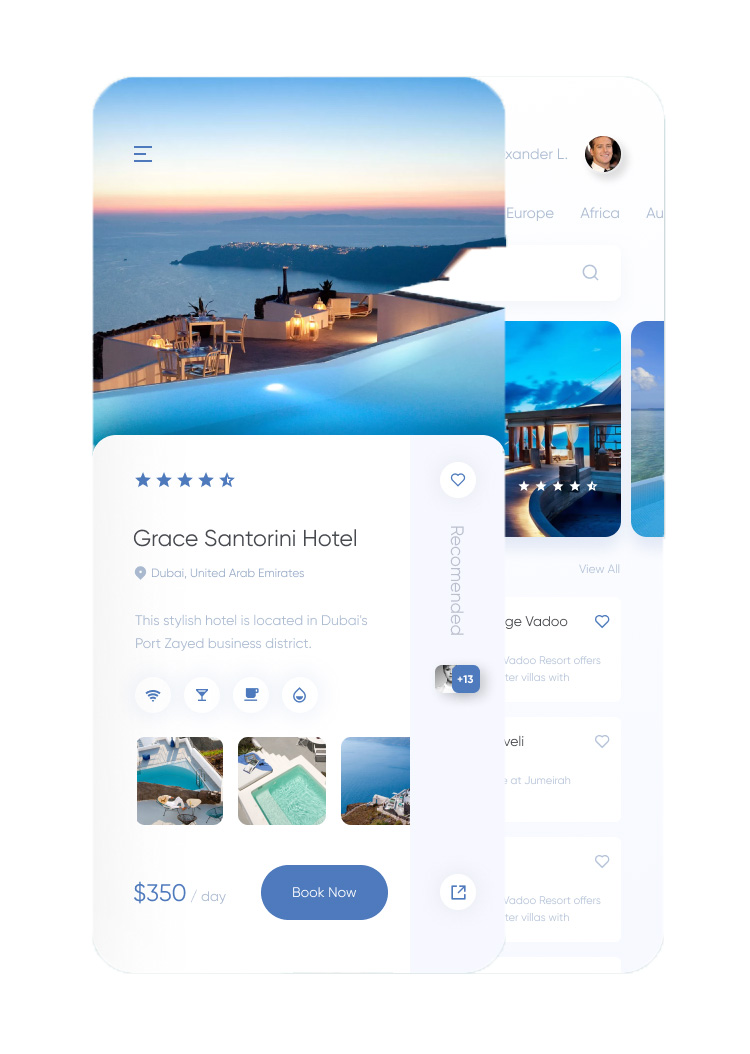 xander L.
Europe Africa Au
View All
Grace Santorini Hotel
Dubai, United Arab Emirates
This stylish hotel is located in Dubai's
Port Zayed business district.
Recomended
+13
$350 / day
Book Now
ge Vadoo
Vadoo Resort offers
ter villas with
veli
e at Jumeirah
Vadoo Resort offers
ter villas with